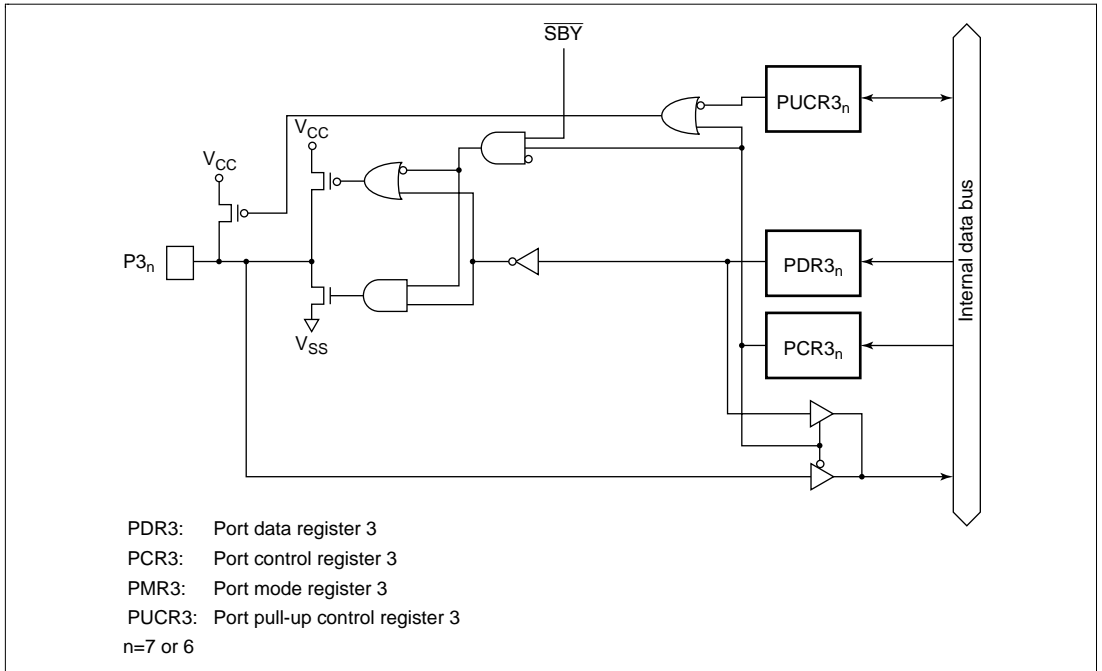 SBY
PUCR3n
VCC
VCC
P3n
PDR3n
PCR3n
VSS
Internal data bus
PDR3: Port data register 3
PCR3: Port control register 3
PMR3: Port mode register 3
PUCR3: Port pull-up control register 3
n=7 or 6